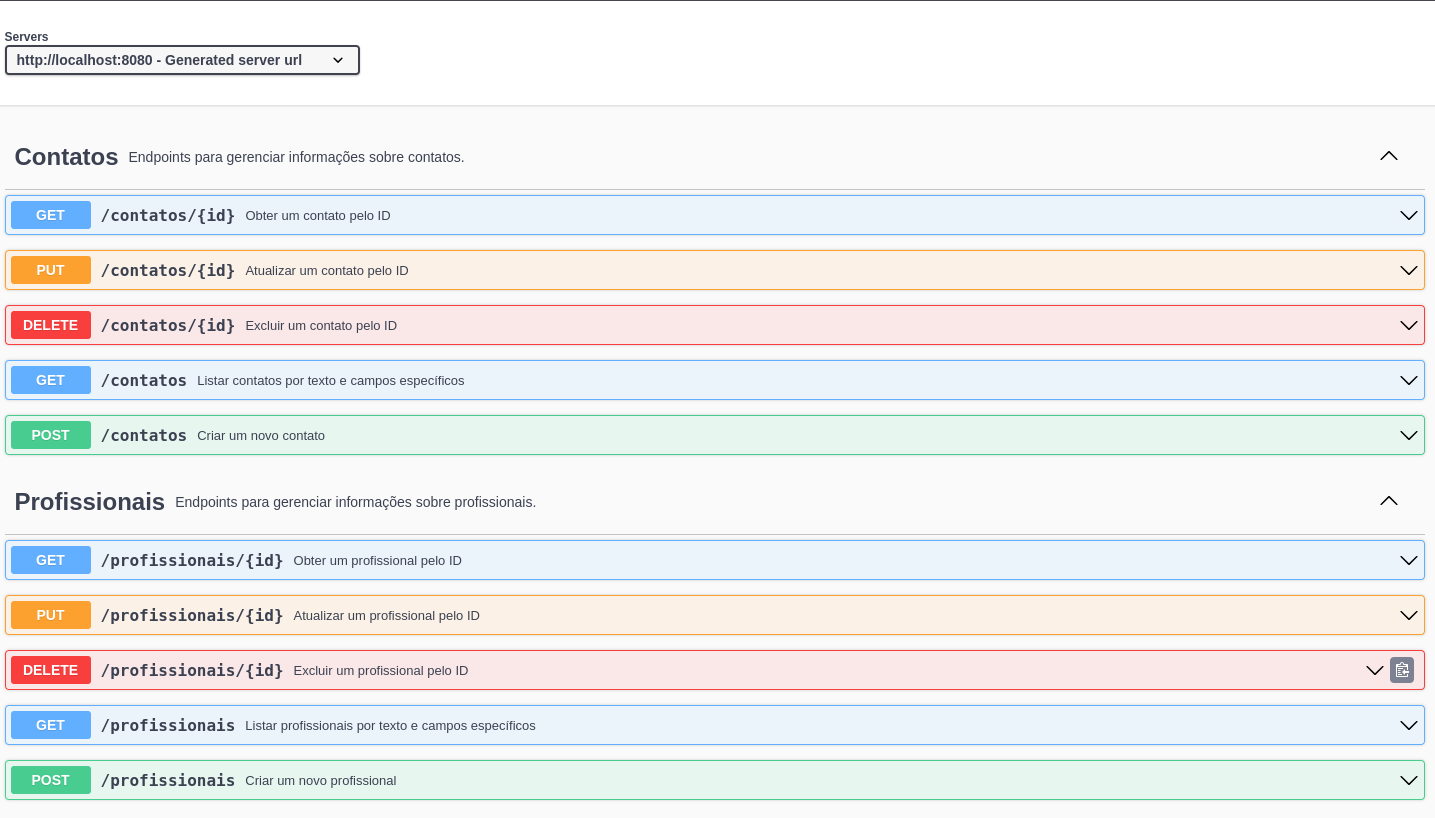 Servers
http://localhost:8080 - Generated server url
Contatos Endpoints para gerenciar informações sobre contatos.
GET /contatos/{id} Obter um contato pelo ID
PUT /contatos/{id} Atualizar um contato pelo ID
DELETE /contatos/{id} Excluir um contato pelo ID
GET /contatos Listar contatos por texto e campos específicos
POST /contatos Criar um novo contato
Profissionais Endpoints para gerenciar informações sobre profissionais.
GET /profissionais/{id} Obter um profissional pelo ID
PUT /profissionais/{id} Atualizar um profissional pelo ID
DELETE /profissionais/{id} Excluir um profissional pelo ID
GET /profissionais Listar profissionais por texto e campos específicos
POST /profissionais Criar um novo profissional